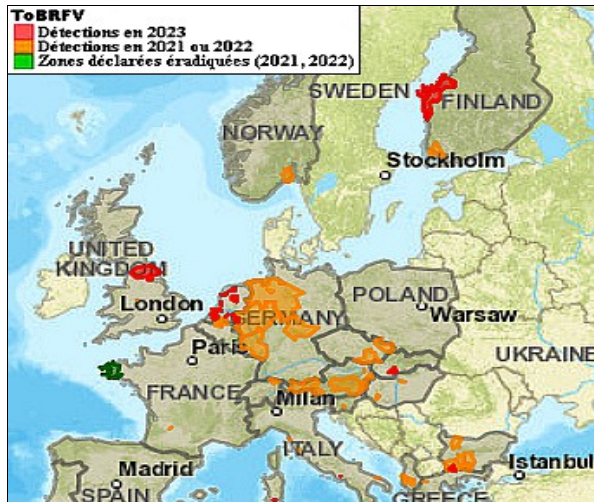 ToBRFV
Détections en 2023
Détections en 2021 ou 2022
Zones déclarées éradiquées (2021, 2022)
SWEDEN
FINLAND
NORWAY
Stockholm
UNITED
KINGDOM
London
GERMANY
POLAND
Warsaw
Paris
UKRAINE
FRANCE
Milan
ITALY
Madrid
Istanbul
SPAIN
GREECE